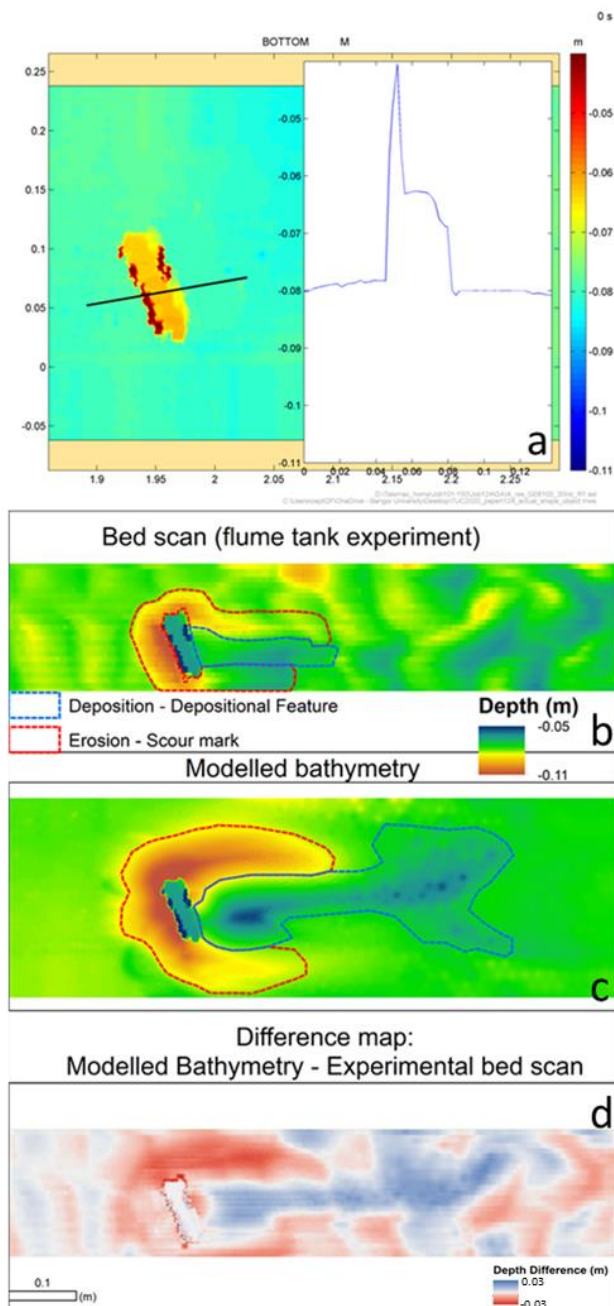 0 s
BOTTOM M
m
0.25
0.2
0.15
0.1
0.05
0
-0.05
1.9
1.95
2
2.05
-0.05
-0.06
-0.07
-0.08
-0.09
-0.1
-0.11
0 0.02 0.04 0.06 0.08 0.1 0.12
2.1 2.15 2.2 2.25
a
-0.04
-0.05
-0.06
-0.07
-0.08
-0.09
-0.1
-0.11
Bed scan (flume tank experiment)
Deposition - Depositional Feature
Erosion - Scour mark
Depth (m)
-0.05
-0.11
b
Modelled bathymetry
c
Difference map:
Modelled Bathymetry - Experimental bed scan
d
0.1
(m)
Depth Difference (m)
0.03
-0.03